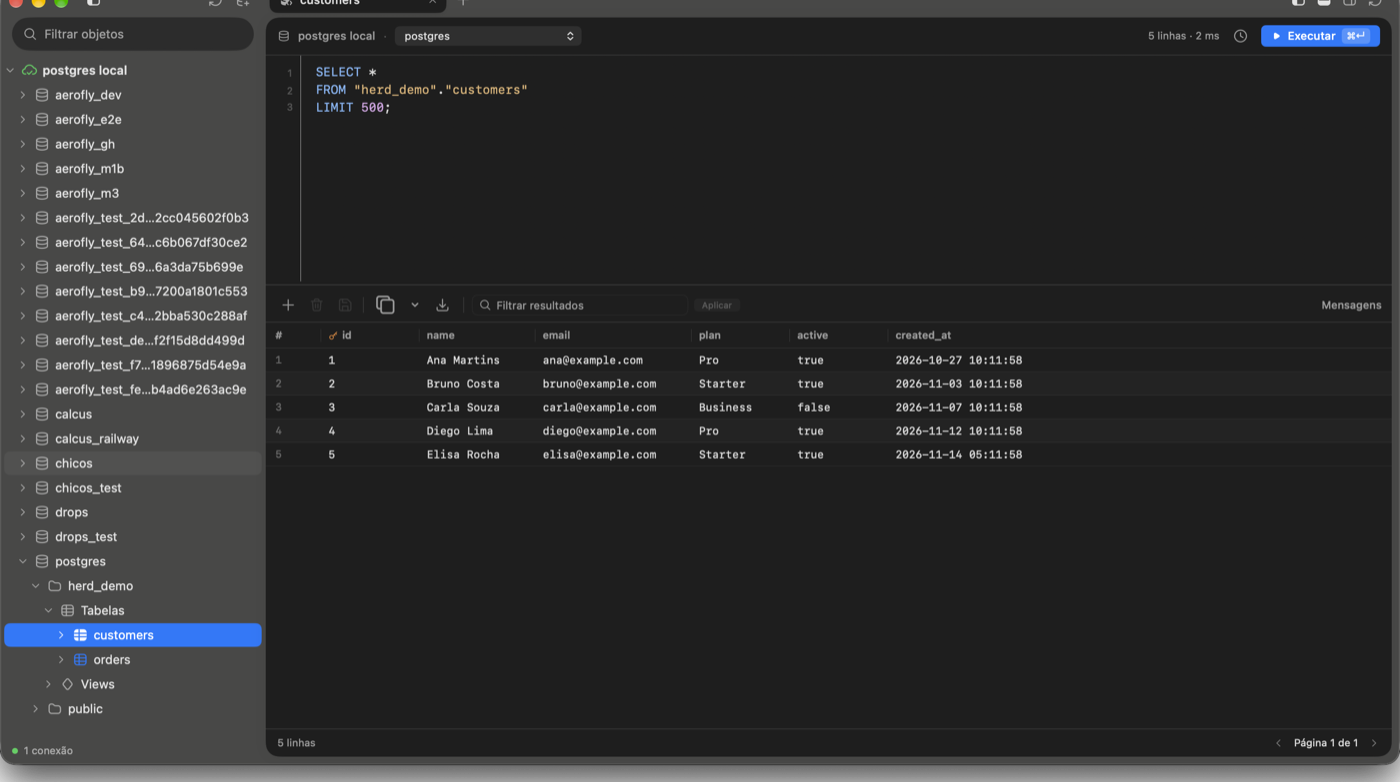 customers
Filtrar objetos
postgres local
aerofly_dev
aerofly_e2e
aerofly_gh
aerofly_m1b
aerofly_m3
aerofly_test_2d...2cc045602f0b3
aerofly_test_64...c6b067df30ce2
aerofly_test_69...6a3da75b699e
aerofly_test_b9...7200a1801c553
aerofly_test_c4...2bba530c288af
aerofly_test_de...f2f15d8dd499d
aerofly_test_f7...1896875d54e9a
aerofly_test_fe...b4ad6e263ac9e
calcus
calcus_railway
chicos
chicos_test
drops
drops_test
postgres
herd_demo
Tabelas
customers
orders
Views
public
1 conexão
postgres local · postgres 5 linhas · 2 ms Executar ⌘↵
1 SELECT *
2 FROM "herd_demo"."customers"
3 LIMIT 500;
Filtrar resultados Aplicar Mensagens
# id name email plan active created_at
1 1 Ana Martins ana@example.com Pro true 2026-10-27 10:11:58
2 2 Bruno Costa bruno@example.com Starter true 2026-11-03 10:11:58
3 3 Carla Souza carla@example.com Business false 2026-11-07 10:11:58
4 4 Diego Lima diego@example.com Pro true 2026-11-12 10:11:58
5 5 Elisa Rocha elisa@example.com Starter true 2026-11-14 05:11:58
5 linhas Página 1 de 1